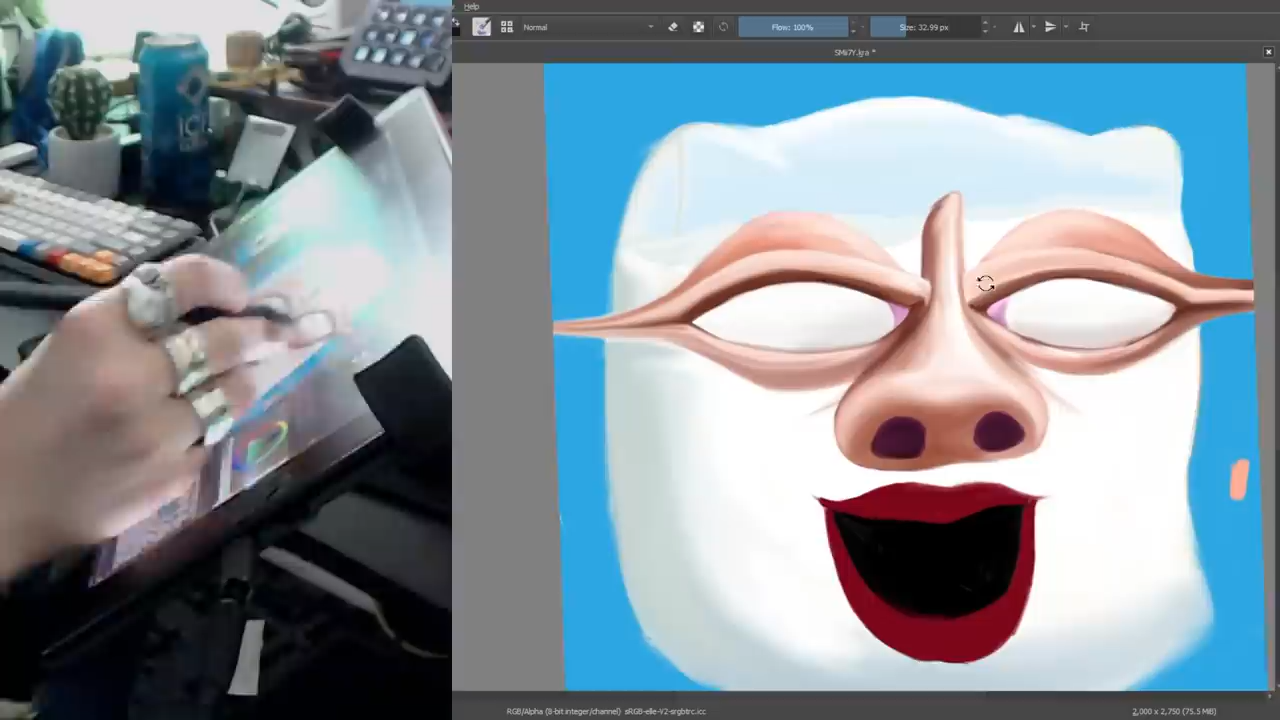 Help
Normal
Flow: 100%
Size: 32.99 px
SMii7Y.kra *
RGB/Alpha (8-bit integer/channel) sRGB-elle-V2-srgbtrc.icc
2,000 x 2,750 (75.5 MiB)